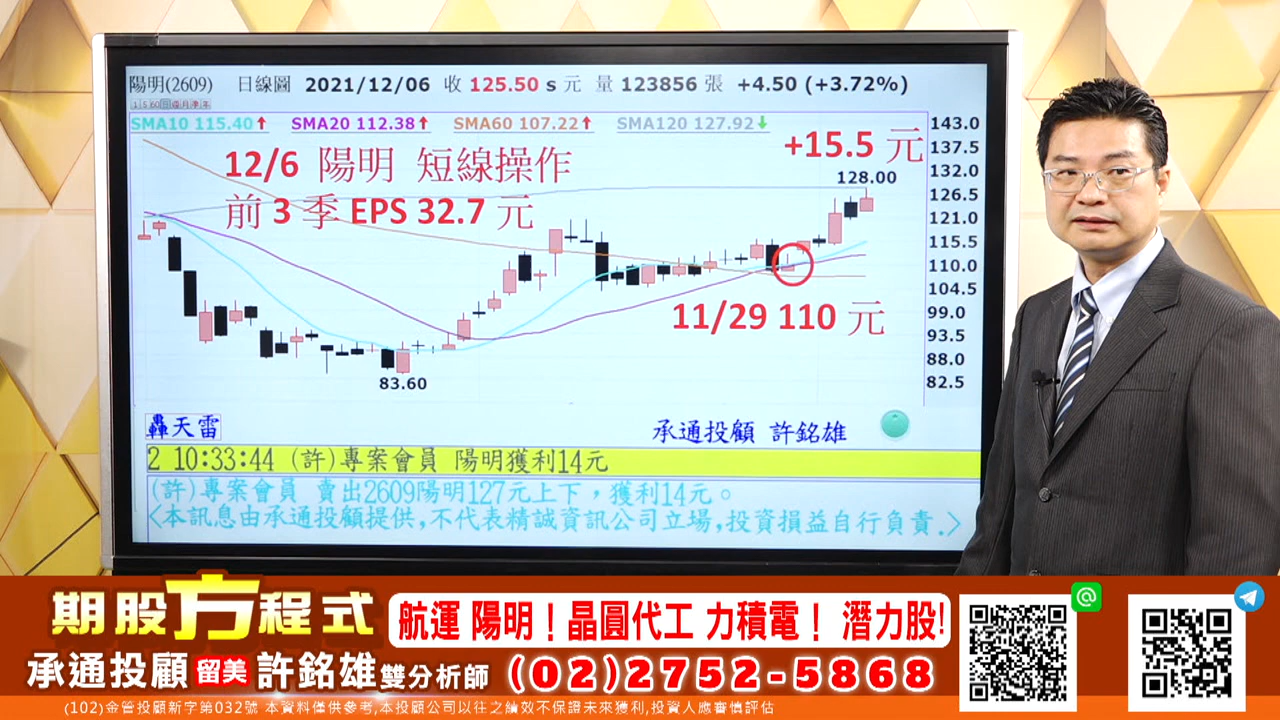 陽明(2609) 日線圖 2021/12/06 收 125.50 s 元 量 123856 張 +4.50 (+3.72%)
SMA10 115.40↑ SMA20 112.38↑ SMA60 107.22↑ SMA120 127.92↓
143.0
137.5
132.0
126.5
121.0
115.5
110.0
104.5
99.0
93.5
88.0
82.5
+15.5 元
12/6 陽明 短線操作
前 3 季 EPS 32.7 元
128.00
11/29 110 元
83.60
轟天雷
承通投顧 許銘雄
2 10:33:44 (許)專案會員 陽明獲利14元
(許)專案會員 賣出2609陽明127元上下，獲利14元。
<本訊息由承通投顧提供,不代表精誠資訊公司立場,投資損益自行負責.>
期股方程式
航運 陽明！晶圓代工 力積電！ 潛力股!
承通投顧 留美 許銘雄 雙分析師 (02)2752-5868
(102)金管投顧新字第032號 本資料僅供參考,本投顧公司以往之績效不保證未來獲利,投資人應審慎評估